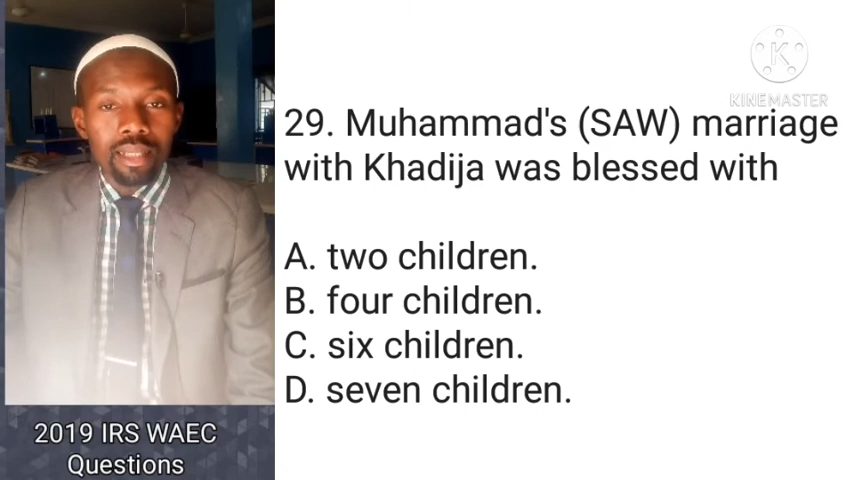 KINEMASTER
29. Muhammad's (SAW) marriage
with Khadija was blessed with
A. two children.
B. four children.
C. six children.
D. seven children.
2019 IRS WAEC
Questions